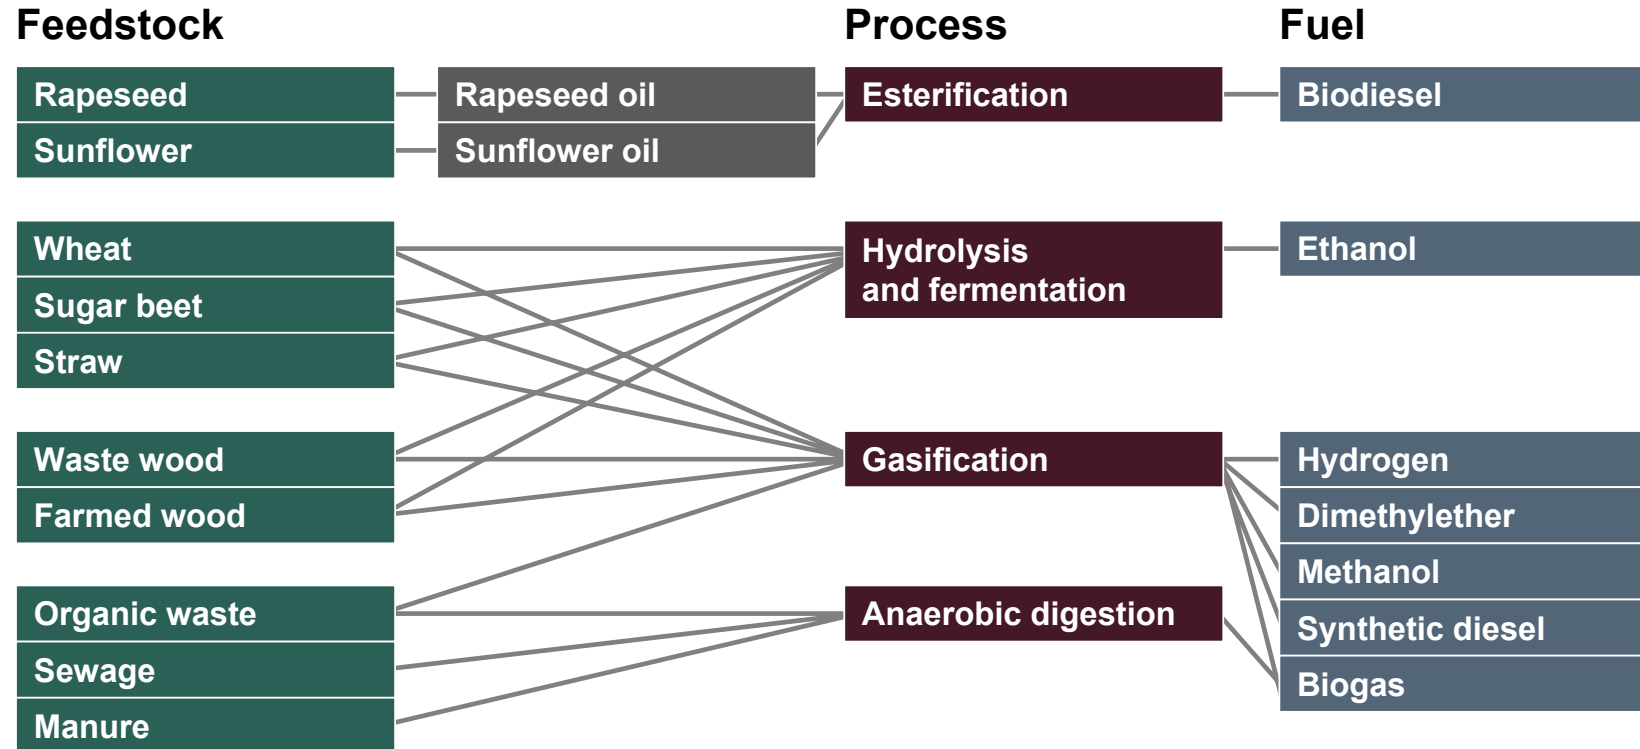 Feedstock
Process
Fuel
Rapeseed
Rapeseed oil
Esterification
Biodiesel
Sunflower
Sunflower oil
Wheat
Hydrolysis
and fermentation
Ethanol
Sugar beet
Straw
Waste wood
Gasification
Hydrogen
Farmed wood
Dimethylether
Methanol
Organic waste
Anaerobic digestion
Synthetic diesel
Sewage
Biogas
Manure